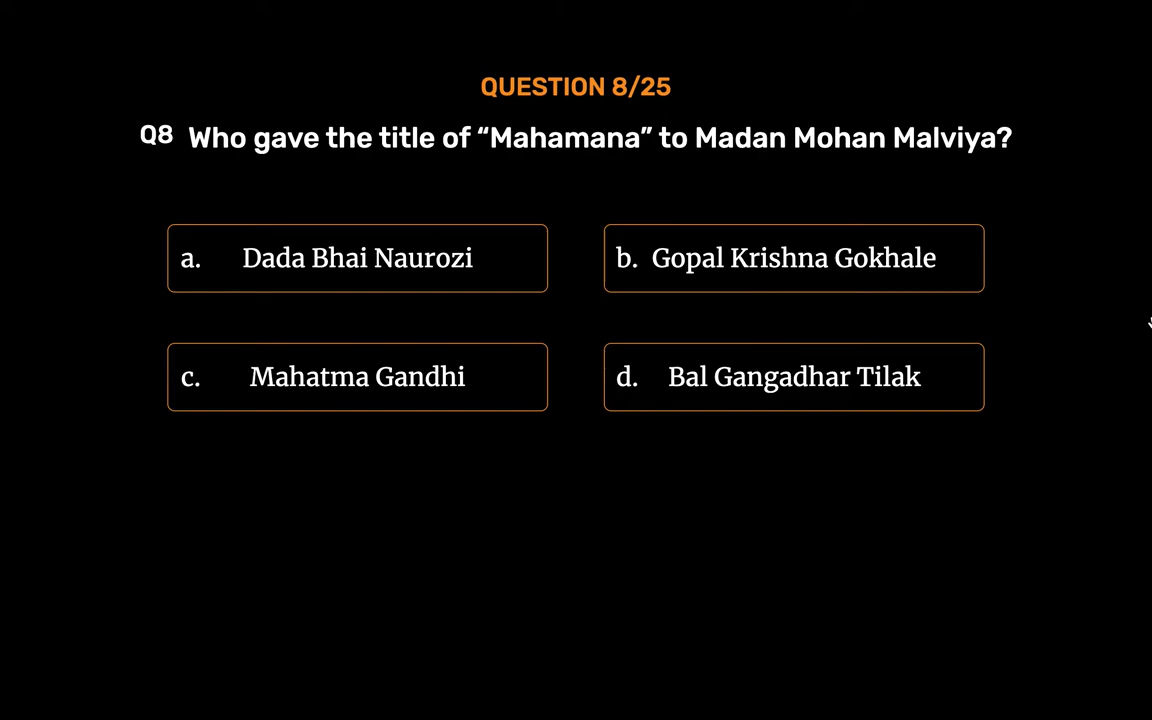 QUESTION 8/25
Q8 Who gave the title of “Mahamana” to Madan Mohan Malviya?
a. Dada Bhai Naurozi
b. Gopal Krishna Gokhale
c. Mahatma Gandhi
d. Bal Gangadhar Tilak